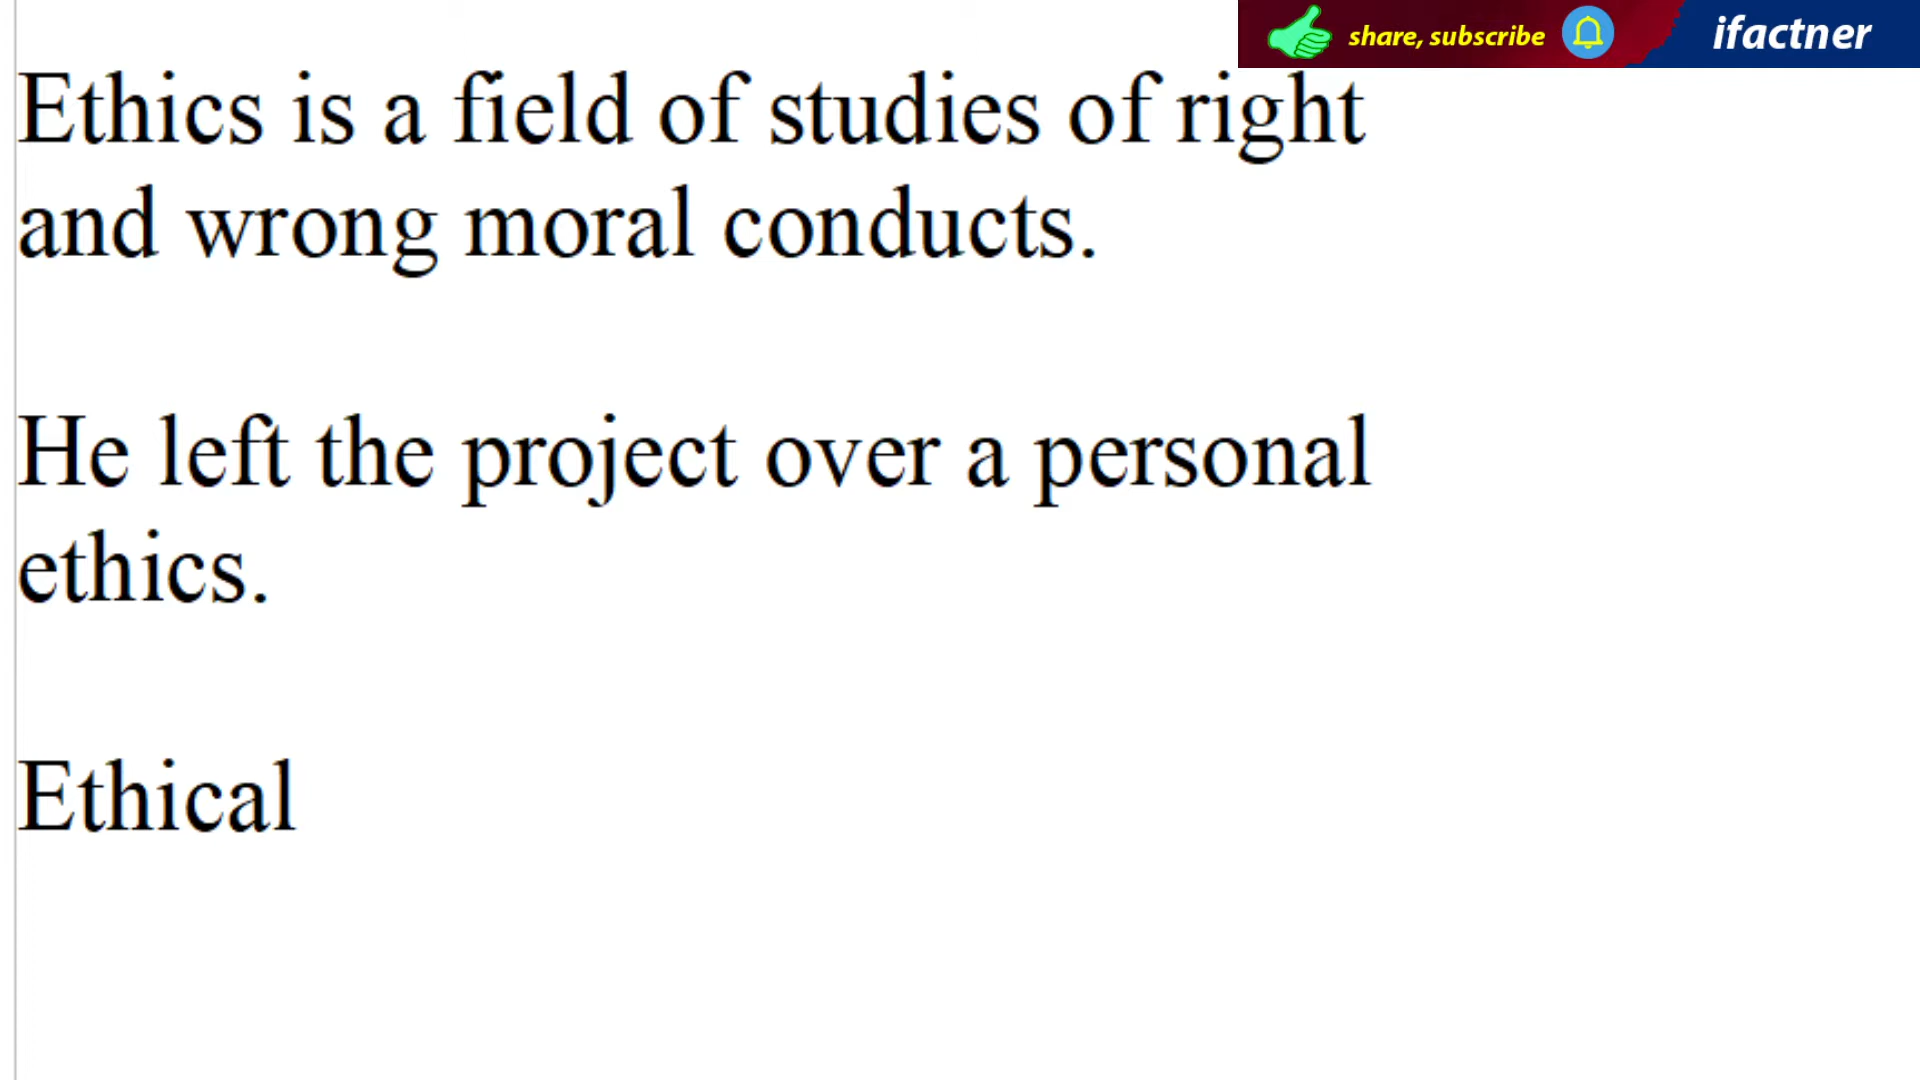 share, subscribe
ifactner
Ethics is a field of studies of right
and wrong moral conducts.
He left the project over a personal
ethics.
Ethical